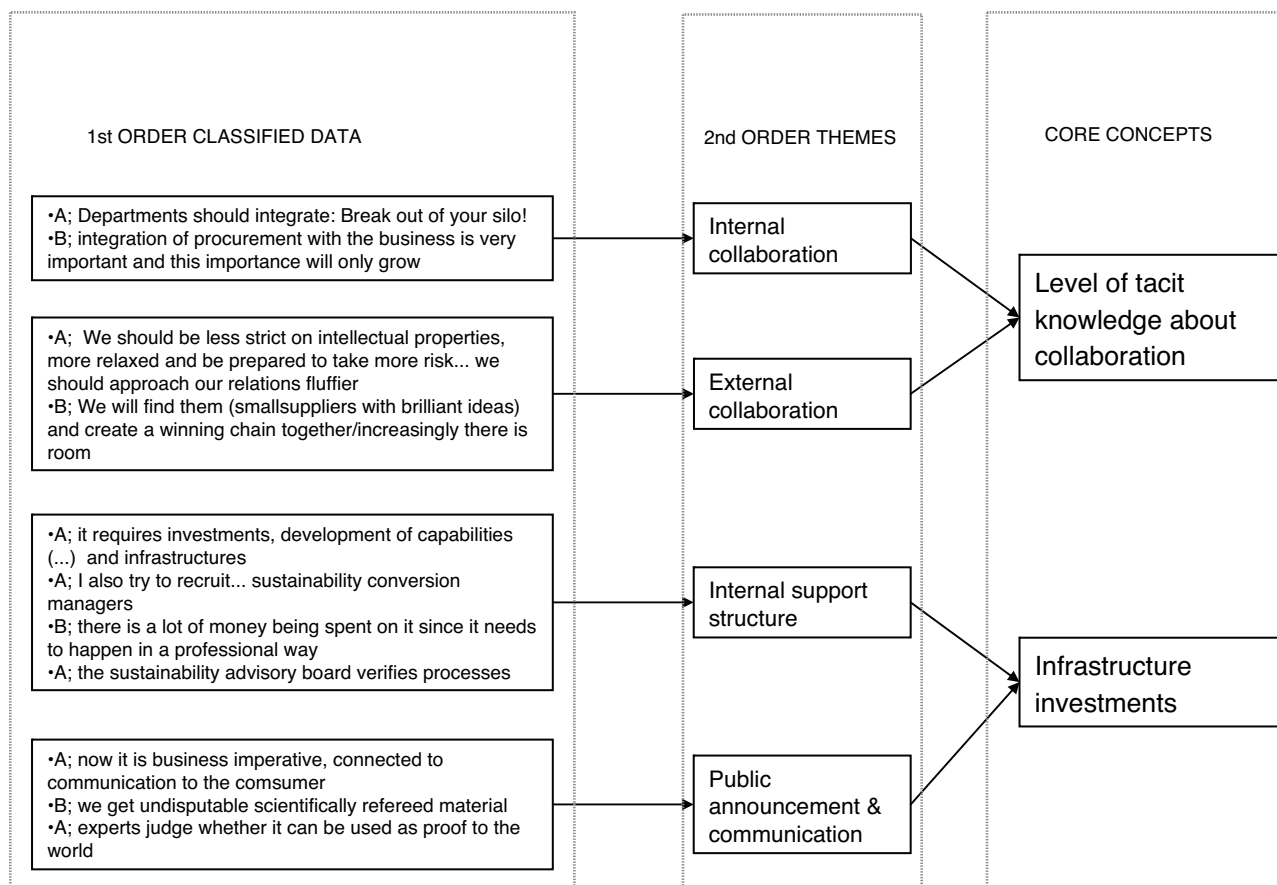 1st ORDER CLASSIFIED DATA
2nd ORDER THEMES
CORE CONCEPTS
•A; Departments should integrate: Break out of your silo!
•B; integration of procurement with the business is very
important and this importance will only grow
Internal
collaboration
Level of tacit
knowledge about
collaboration
•A;  We should be less strict on intellectual properties,
more relaxed and be prepared to take more risk... we
should approach our relations fluffier
•B; We will find them (smallsuppliers with brilliant ideas)
and create a winning chain together/increasingly there is
room
External
collaboration
•A; it requires investments, development of capabilities
(...)  and infrastructures
•A; I also try to recruit... sustainability conversion
managers
•B; there is a lot of money being spent on it since it needs
to happen in a professional way
•A; the sustainability advisory board verifies processes
Internal support
structure
Infrastructure
investments
•A; now it is business imperative, connected to
communication to the comsumer
•B; we get undisputable scientifically refereed material
•A; experts judge whether it can be used as proof to the
world
Public
announcement &
communication